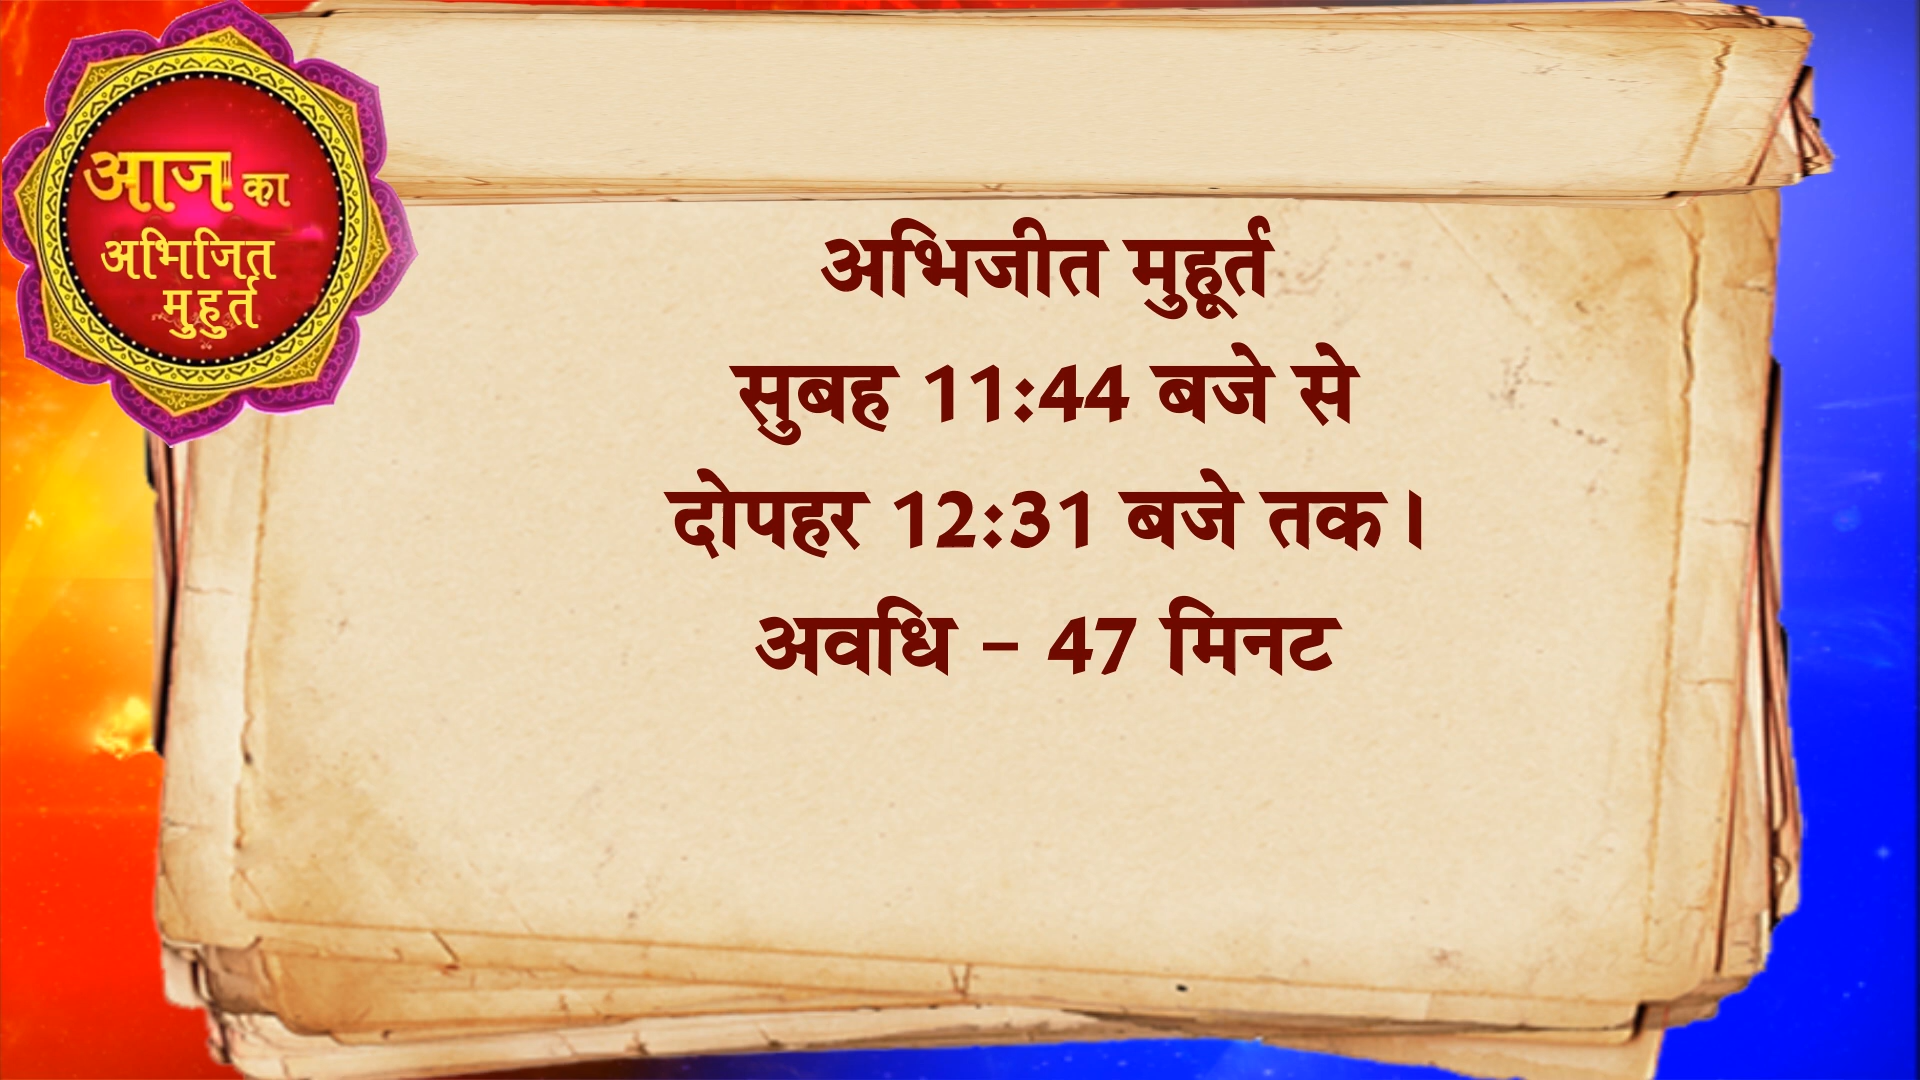 आज का
अभिजित
मुहुर्त
अभिजीत मुहूर्त
सुबह 11:44 बजे से
दोपहर 12:31 बजे तक।
अवधि - 47 मिनट